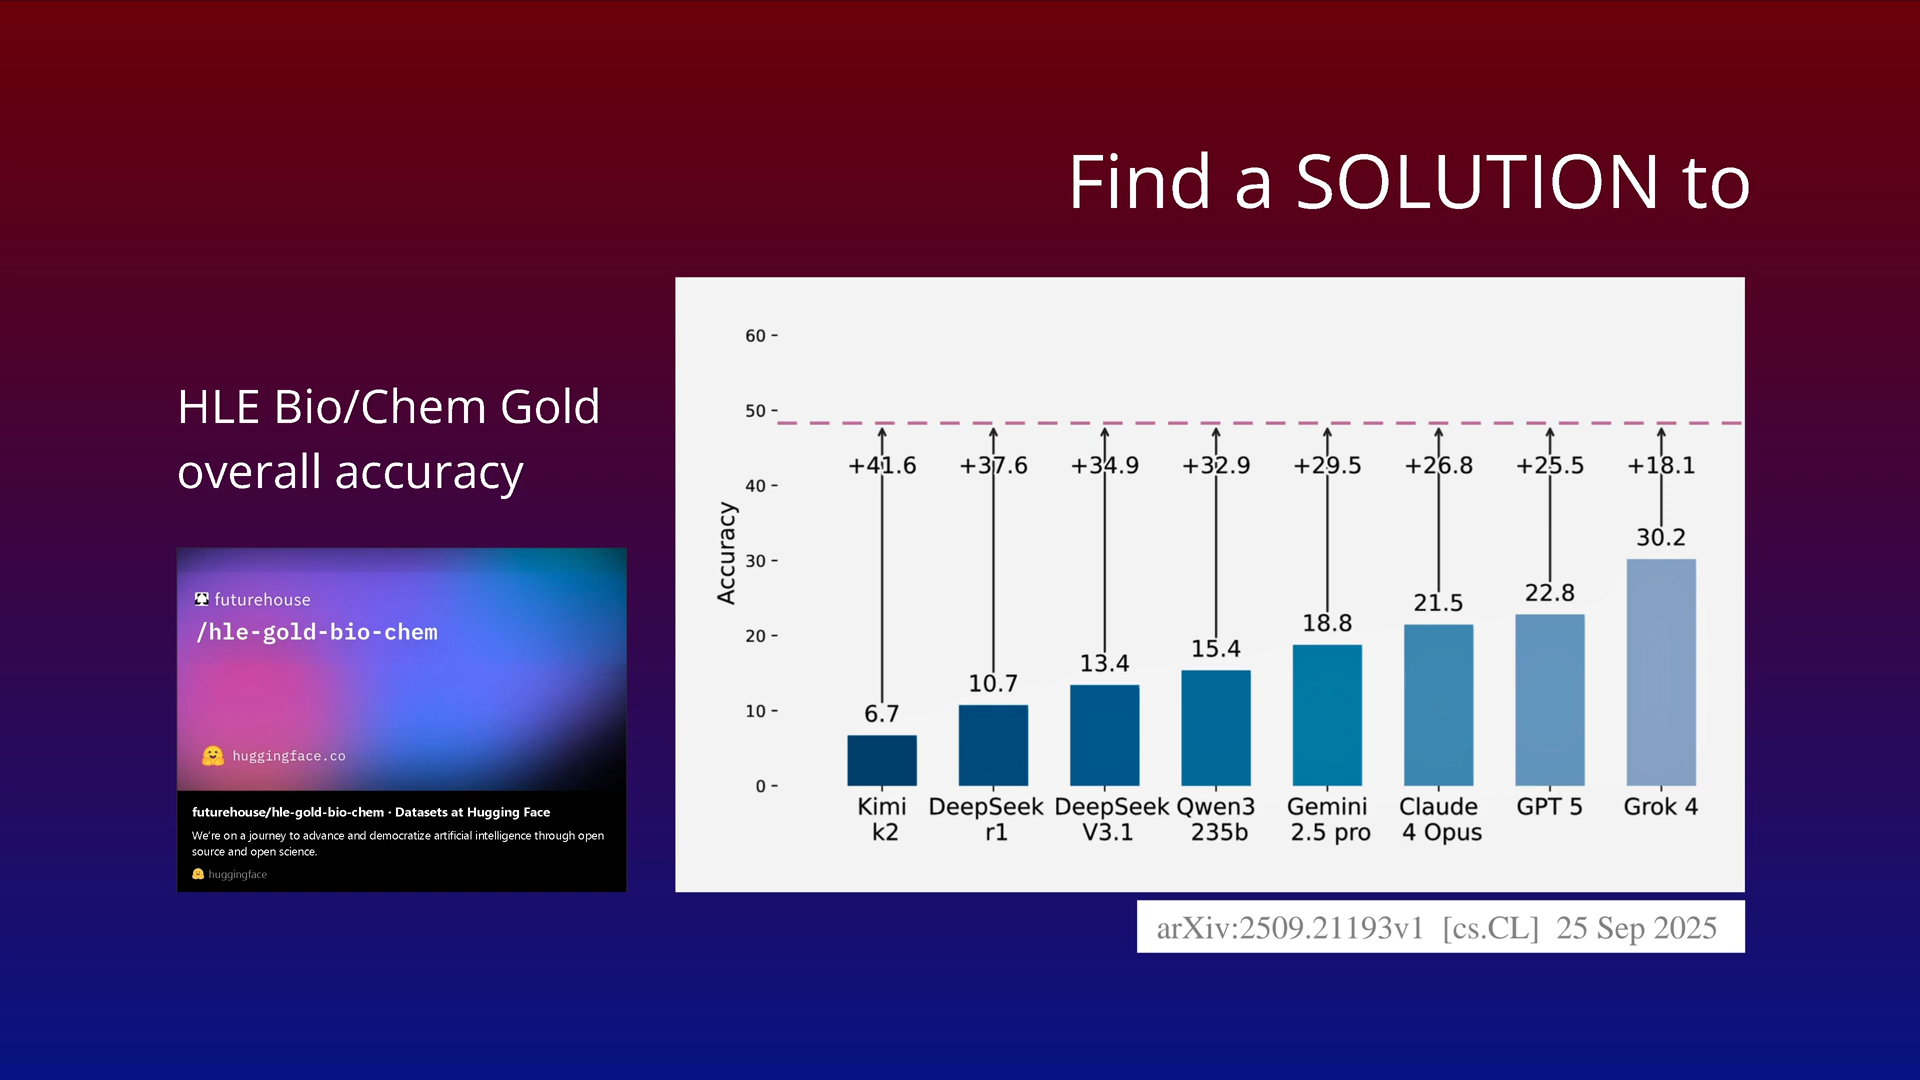 Find a SOLUTION to
HLE Bio/Chem Gold
overall accuracy
futurehouse
/hle-gold-bio-chem
huggingface.co
futurehouse/hle-gold-bio-chem · Datasets at Hugging Face
We're on a journey to advance and democratize artificial intelligence through open
source and open science.
huggingface
Accuracy
60
50
40
30
20
10
0
+41.6 +37.6 +34.9 +32.9 +29.5 +26.8 +25.5 +18.1
6.7 10.7 13.4 15.4 18.8 21.5 22.8 30.2
Kimi DeepSeek DeepSeek Qwen3 Gemini Claude GPT 5 Grok 4
k2 r1 V3.1 235b 2.5 pro 4 Opus
arXiv:2509.21193v1 [cs.CL] 25 Sep 2025